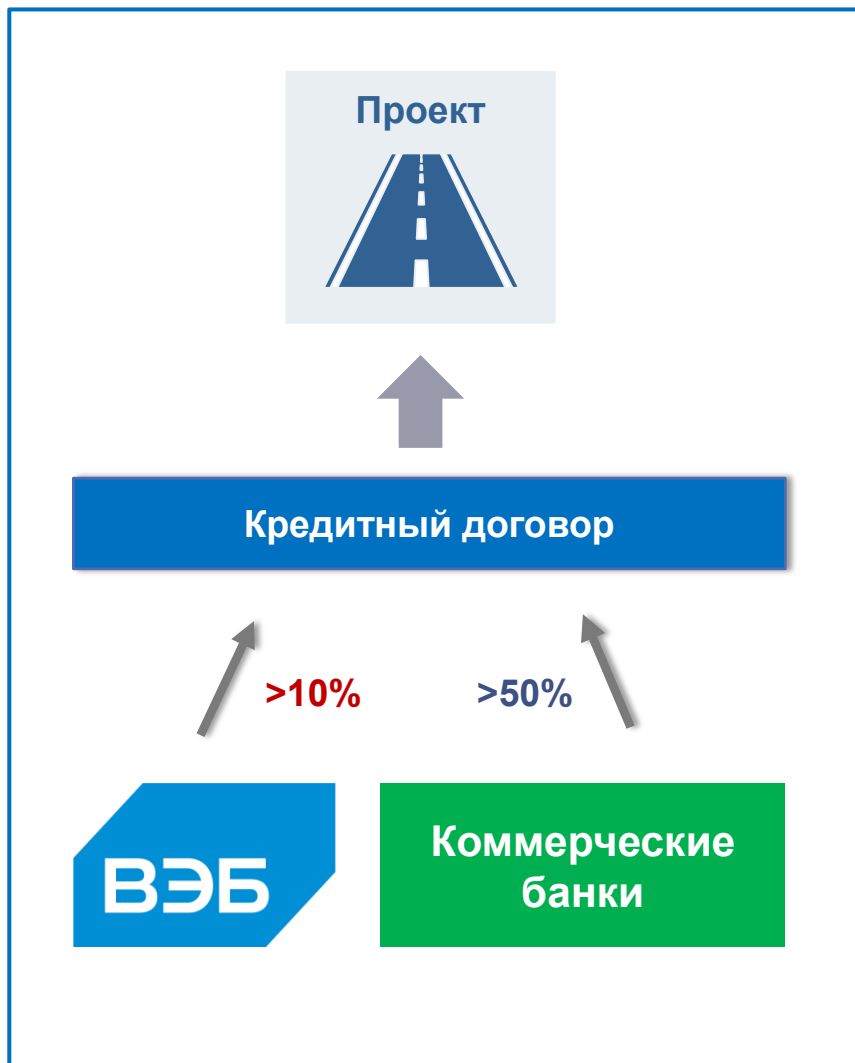 Проект
Кредитный договор
>10%
>50%
ВЭБ
Коммерческие
банки